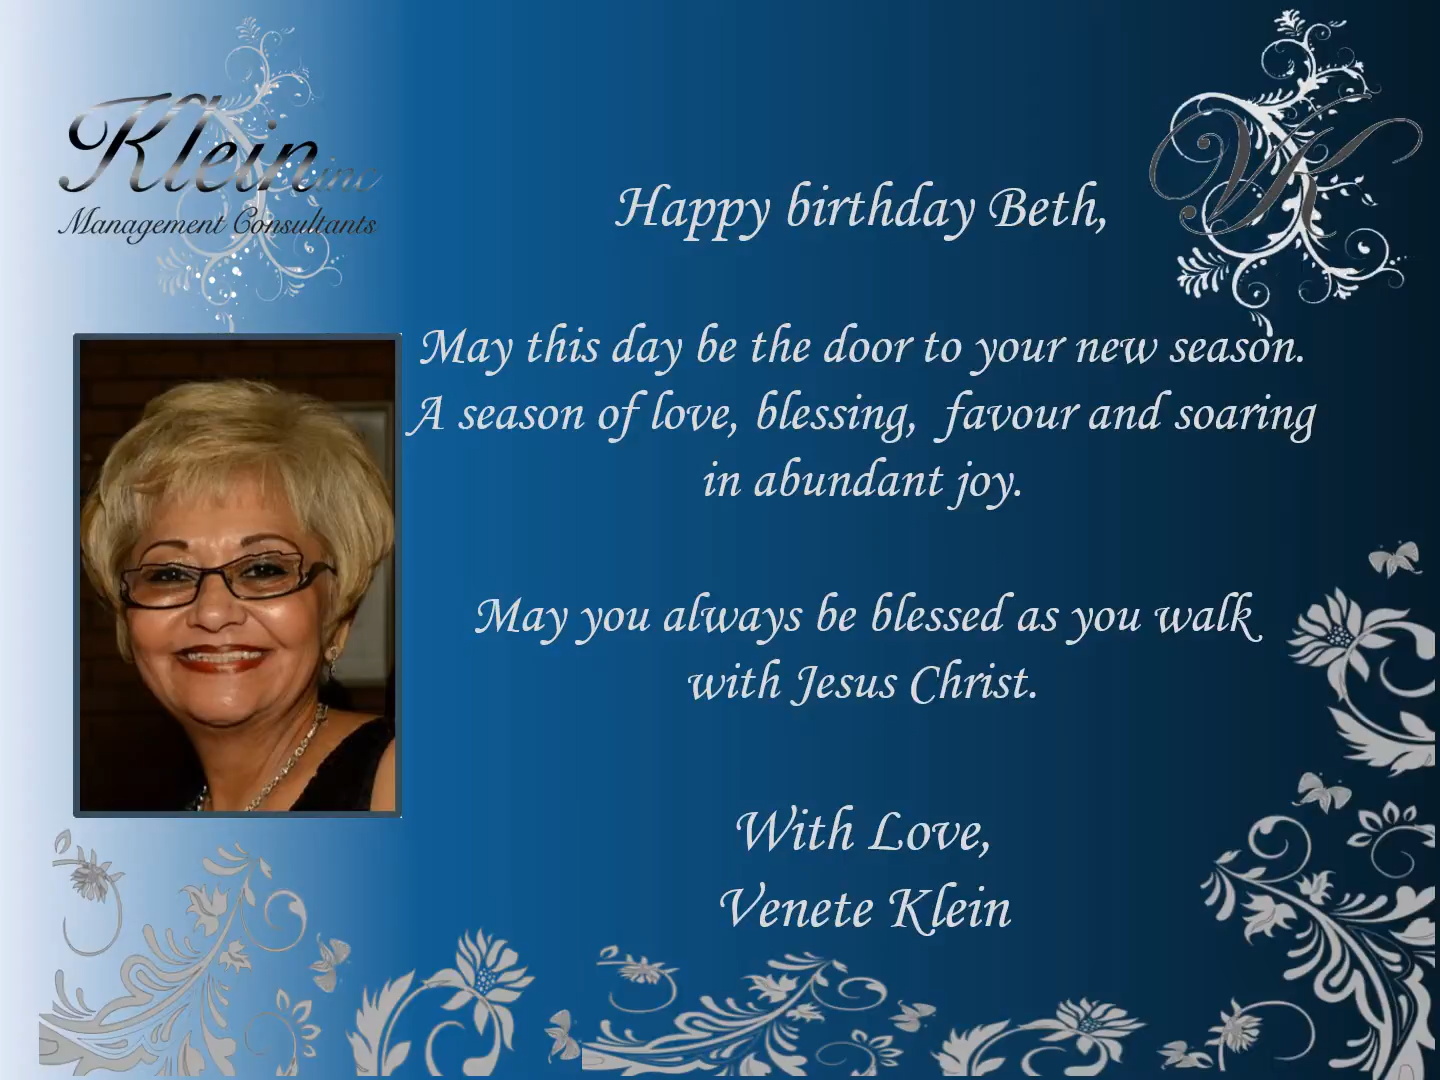 Klein inc
Management Consultants
VK
Happy birthday Beth,
May this day be the door to your new season.
A season of love, blessing, favour and soaring
in abundant joy.
May you always be blessed as you walk
with Jesus Christ.
With Love,
Venete Klein